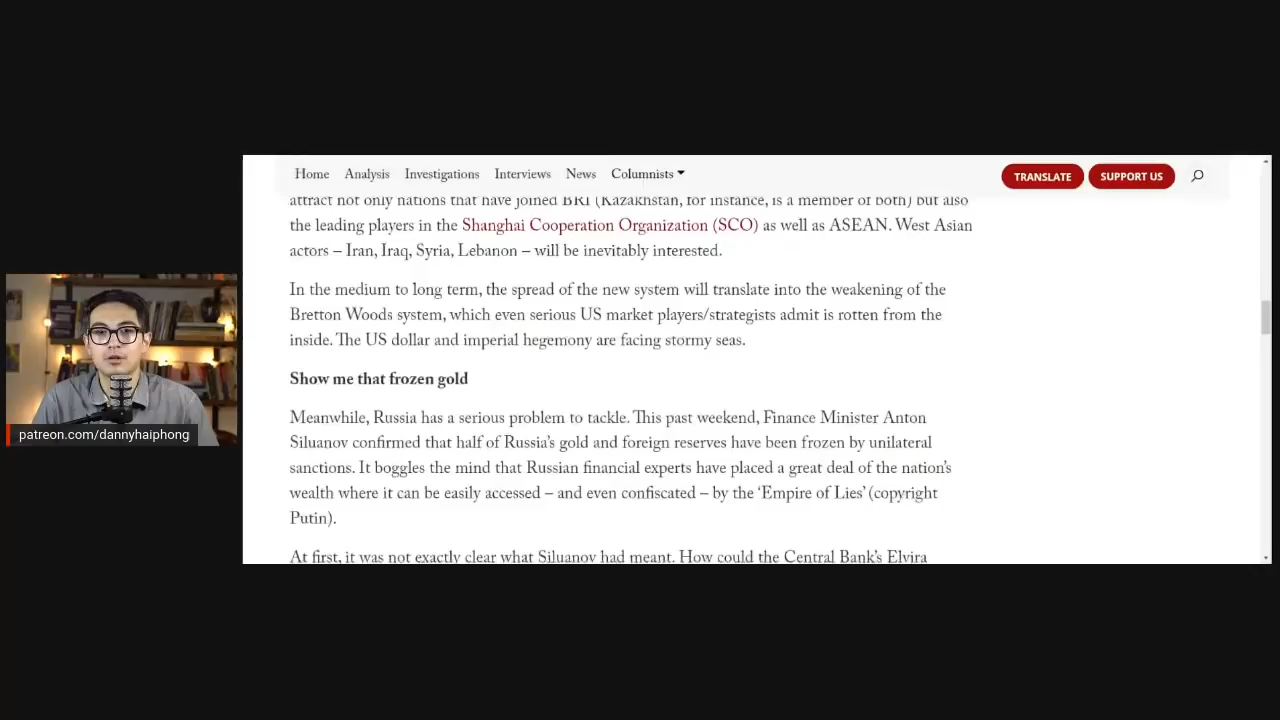 Home Analysis Investigations Interviews News Columnists TRANSLATE SUPPORT US
attract not only nations that have joined BRI (Kazakhstan, for instance, is a member of both) but also
the leading players in the Shanghai Cooperation Organization (SCO) as well as ASEAN. West Asian
actors – Iran, Iraq, Syria, Lebanon – will be inevitably interested.
In the medium to long term, the spread of the new system will translate into the weakening of the
Bretton Woods system, which even serious US market players/strategists admit is rotten from the
inside. The US dollar and imperial hegemony are facing stormy seas.
Show me that frozen gold
Meanwhile, Russia has a serious problem to tackle. This past weekend, Finance Minister Anton
Siluanov confirmed that half of Russia's gold and foreign reserves have been frozen by unilateral
sanctions. It boggles the mind that Russian financial experts have placed a great deal of the nation's
wealth where it can be easily accessed – and even confiscated – by the 'Empire of Lies' (copyright
Putin).
At first, it was not exactly clear what Siluanov had meant. How could the Central Bank's Elvira
patreon.com/dannyhaiphong